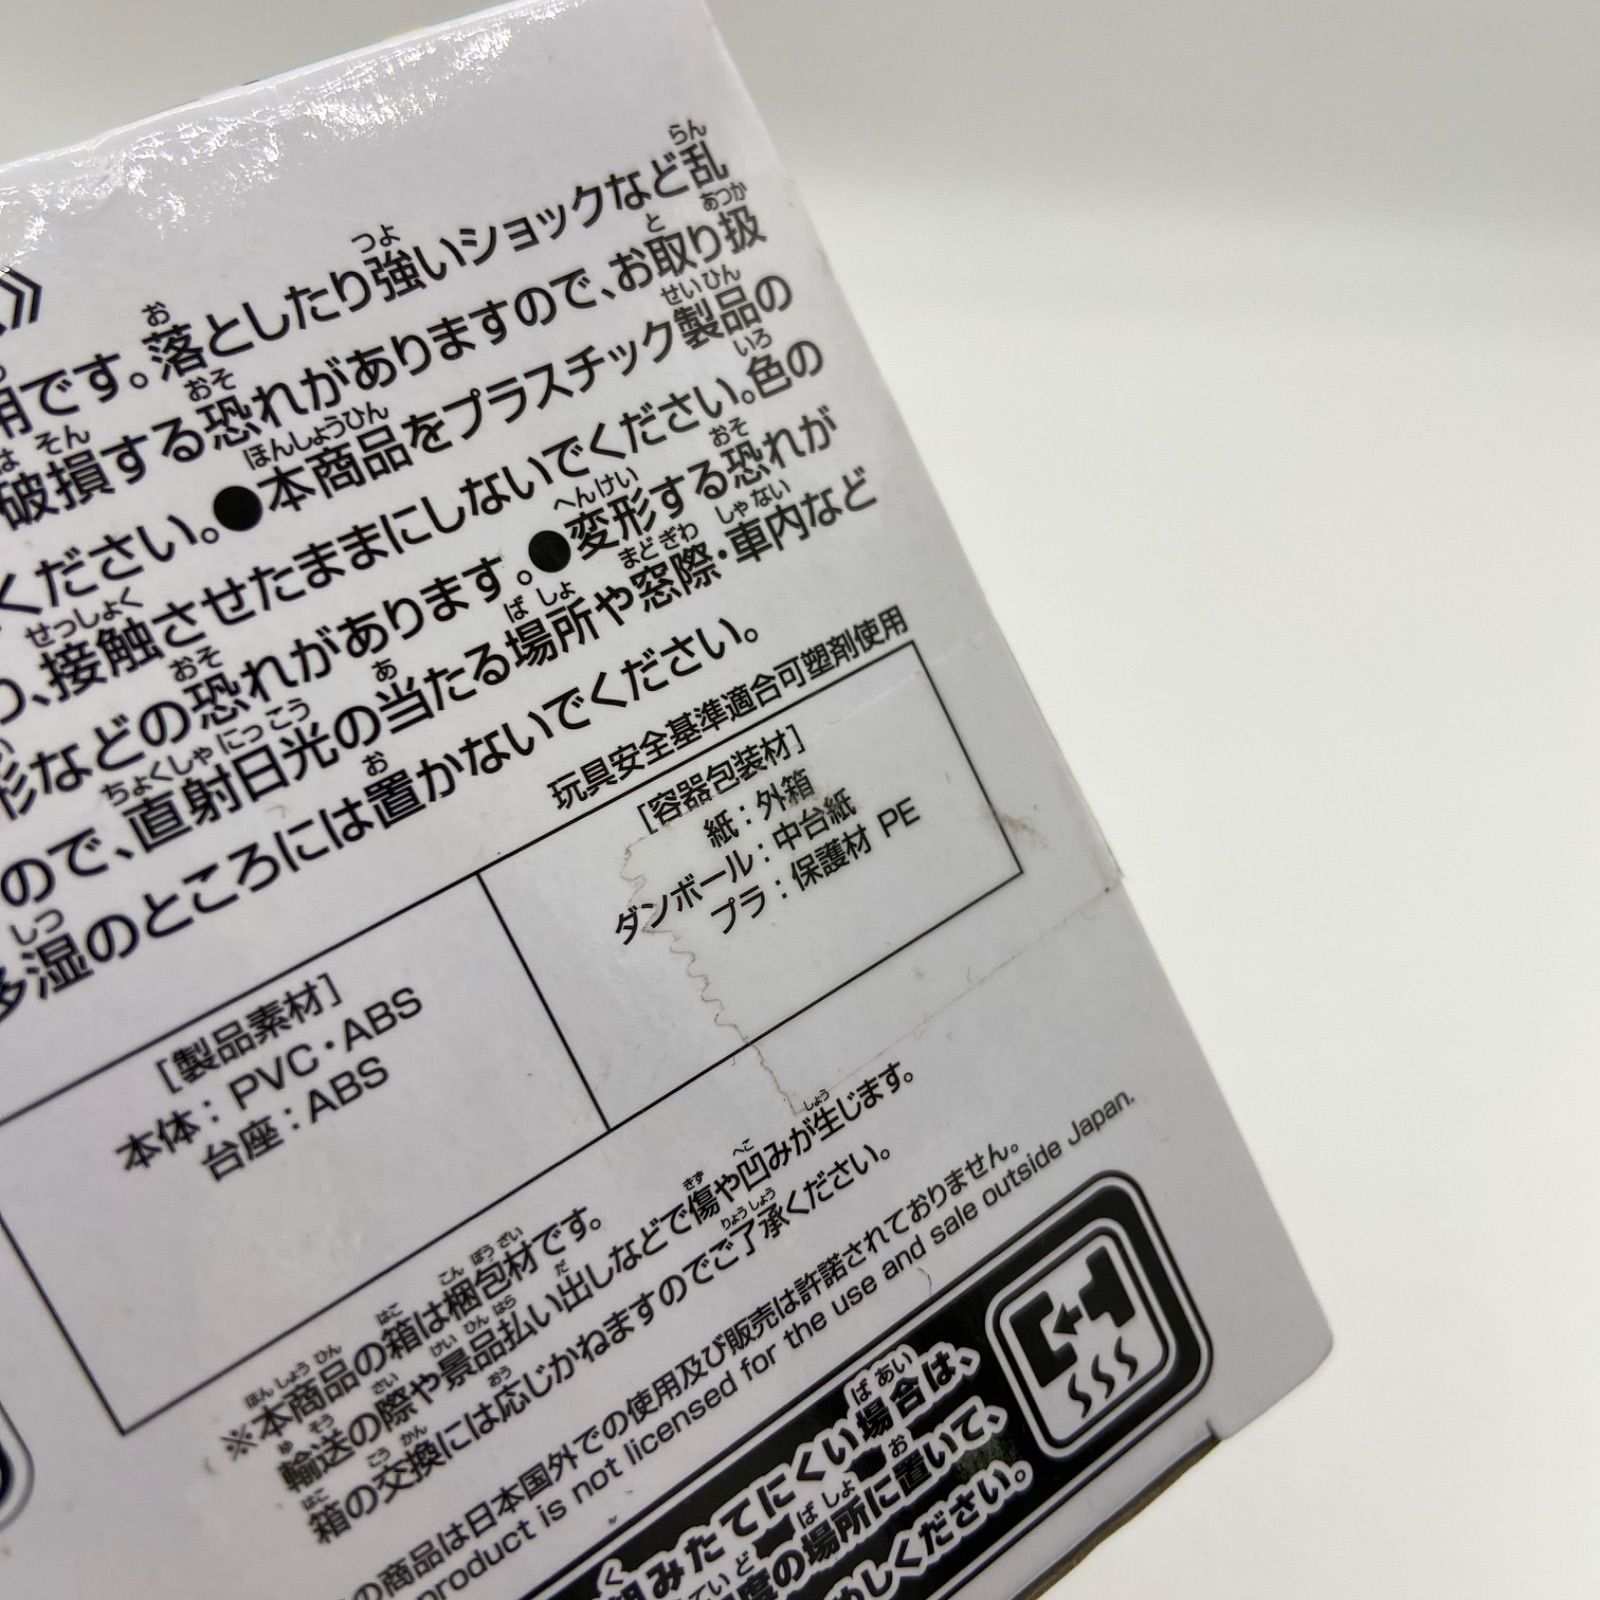 用です。落としたり強いショックなど乱
破損する恐れがありますので、お取り扱
ください。●本商品をプラスチック製品の
、接触させたままにしないでください。色の
形などの恐れがあります。●変形する恐れが
ので、直射日光の当たる場所や窓際・車内など
多湿のところには置かないでください。
玩具安全基準適合可塑剤使用
[製品素材]
本体：PVC・ABS
台座：ABS
[容器包装材]
紙：外箱
ダンボール：中台紙
プラ：保護材 PE
※本商品の箱は梱包材です。
輸送の際や景品払い出しなどで傷や凹みが生じます。
箱の交換には応じかねますのでご了承ください。
の商品は日本国外での使用及び販売は許諾されておりません。
product is not licensed for the use and sale outside Japan.
組みたてにくい場合は、
度の場所に置いて、
ください。